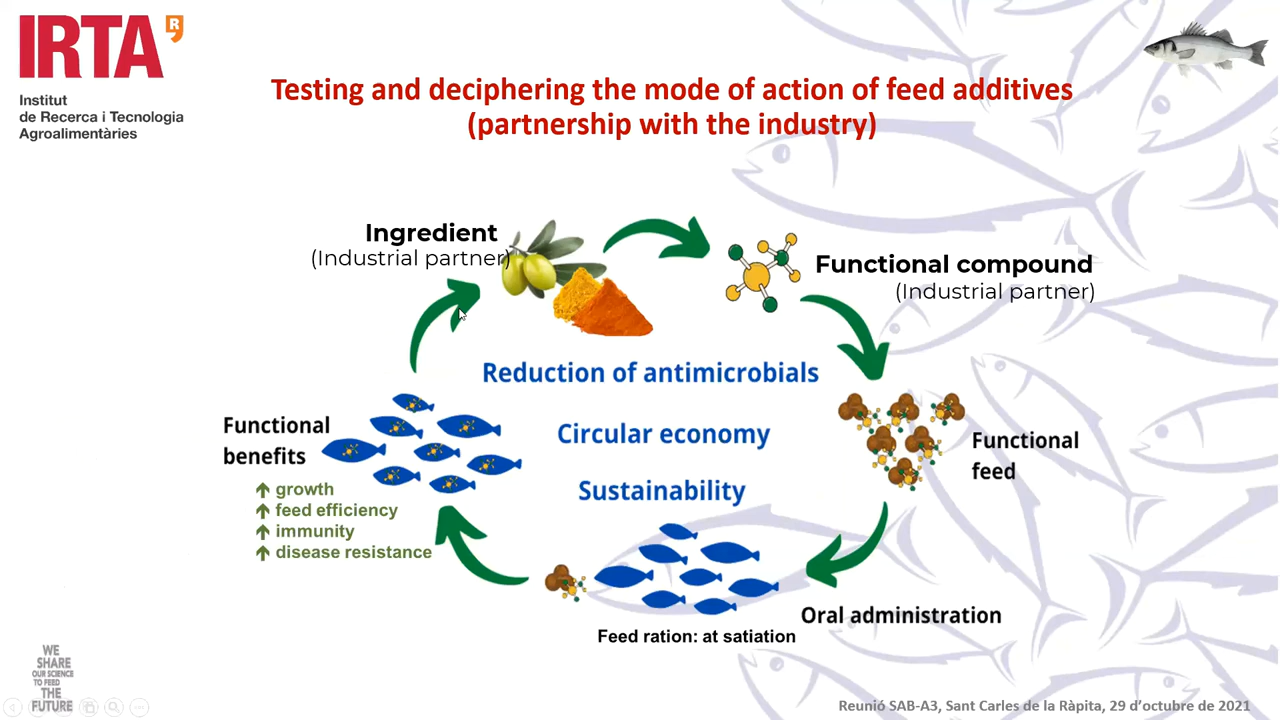 IRTA
R
Institut
de Recerca i Tecnologia
Agroalimentàries
Testing and deciphering the mode of action of feed additives
(partnership with the industry)
Ingredient
(Industrial partner)
Functional compound
(Industrial partner)
Reduction of antimicrobials
Circular economy
Sustainability
Functional
benefits
growth
feed efficiency
immunity
disease resistance
Functional
feed
Oral administration
Feed ration: at satiation
WE
SHARE
OUR SCIENCE
TO FEED
THE
FUTURE
Reunió SAB-A3, Sant Carles de la Ràpita, 29 d'octubre de 2021